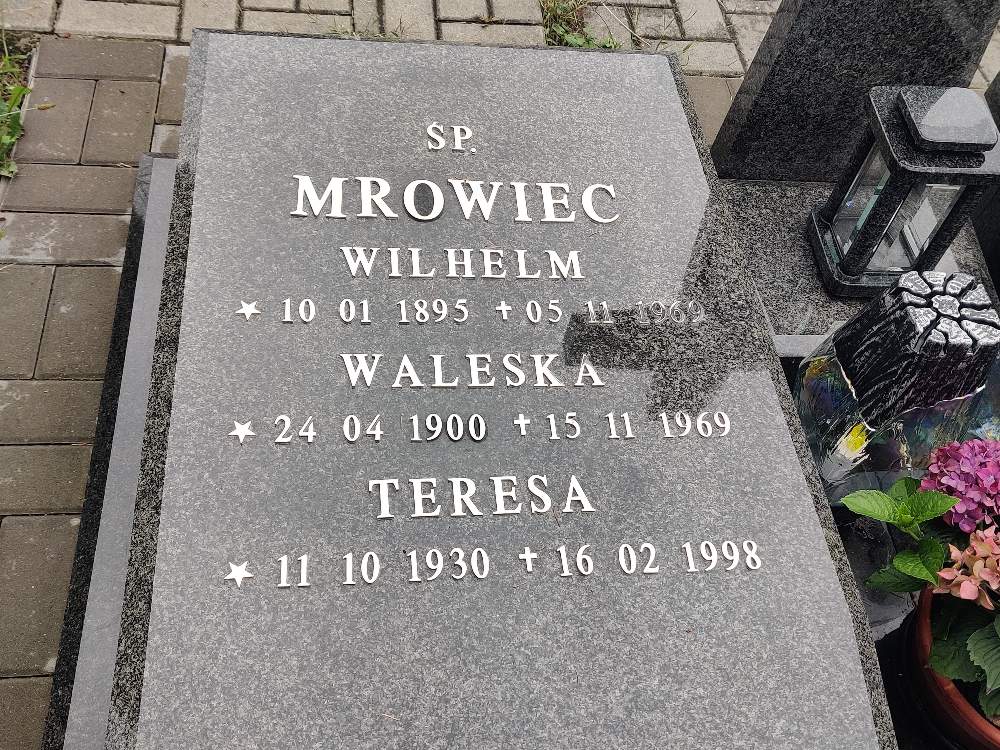 ŚP.
MROWIEC
WILHELM
★ 10 01 1895 ✝ 05 11 1969
WALESKA
★ 24 04 1900 ✝ 15 11 1969
TERESA
★ 11 10 1930 ✝ 16 02 1998